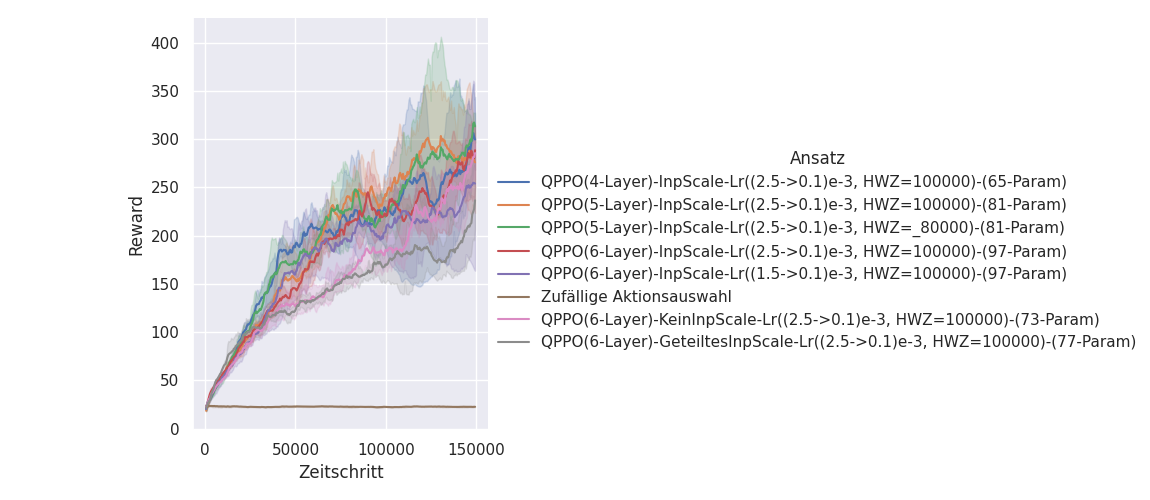 400
350
300
250
200
150
100
50
0
Reward
0 50000 100000 150000
Zeitschritt
Ansatz
QPPO(4-Layer)-InpScale-Lr((2.5->0.1)e-3, HWZ=100000)-(65-Param)
QPPO(5-Layer)-InpScale-Lr((2.5->0.1)e-3, HWZ=100000)-(81-Param)
QPPO(5-Layer)-InpScale-Lr((2.5->0.1)e-3, HWZ=_80000)-(81-Param)
QPPO(6-Layer)-InpScale-Lr((2.5->0.1)e-3, HWZ=100000)-(97-Param)
QPPO(6-Layer)-InpScale-Lr((1.5->0.1)e-3, HWZ=100000)-(97-Param)
Zufällige Aktionsauswahl
QPPO(6-Layer)-KeinInpScale-Lr((2.5->0.1)e-3, HWZ=100000)-(73-Param)
QPPO(6-Layer)-GeteiltesInpScale-Lr((2.5->0.1)e-3, HWZ=100000)-(77-Param)